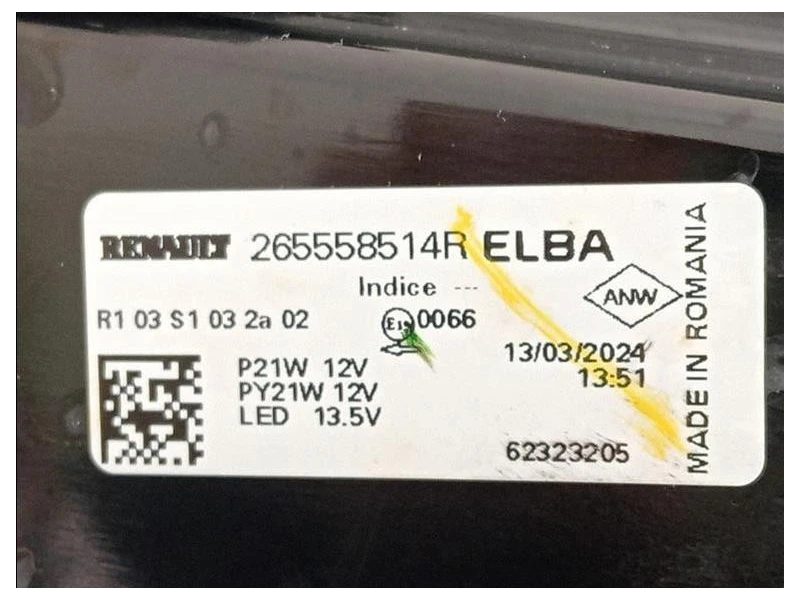 RENAULT 265558514R ELBA
Indice ---
ANW
R1 03 S1 03 2a 02
E19 0066
P21W 12V
PY21W 12V
LED 13.5V
13/03/2024
13:51
62323205
MADE IN ROMANIA